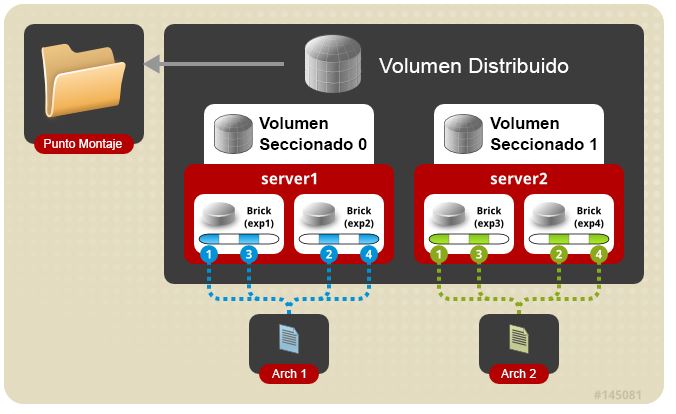 Volumen Distribuido
Punto Montaje
Volumen
Seccionado 0
Volumen
Seccionado 1
server1
server2
Brick
(exp1)
Brick
(exp2)
Brick
(exp3)
Brick
(exp4)
1
3
2
4
1
3
2
4
Arch 1
Arch 2
#145081